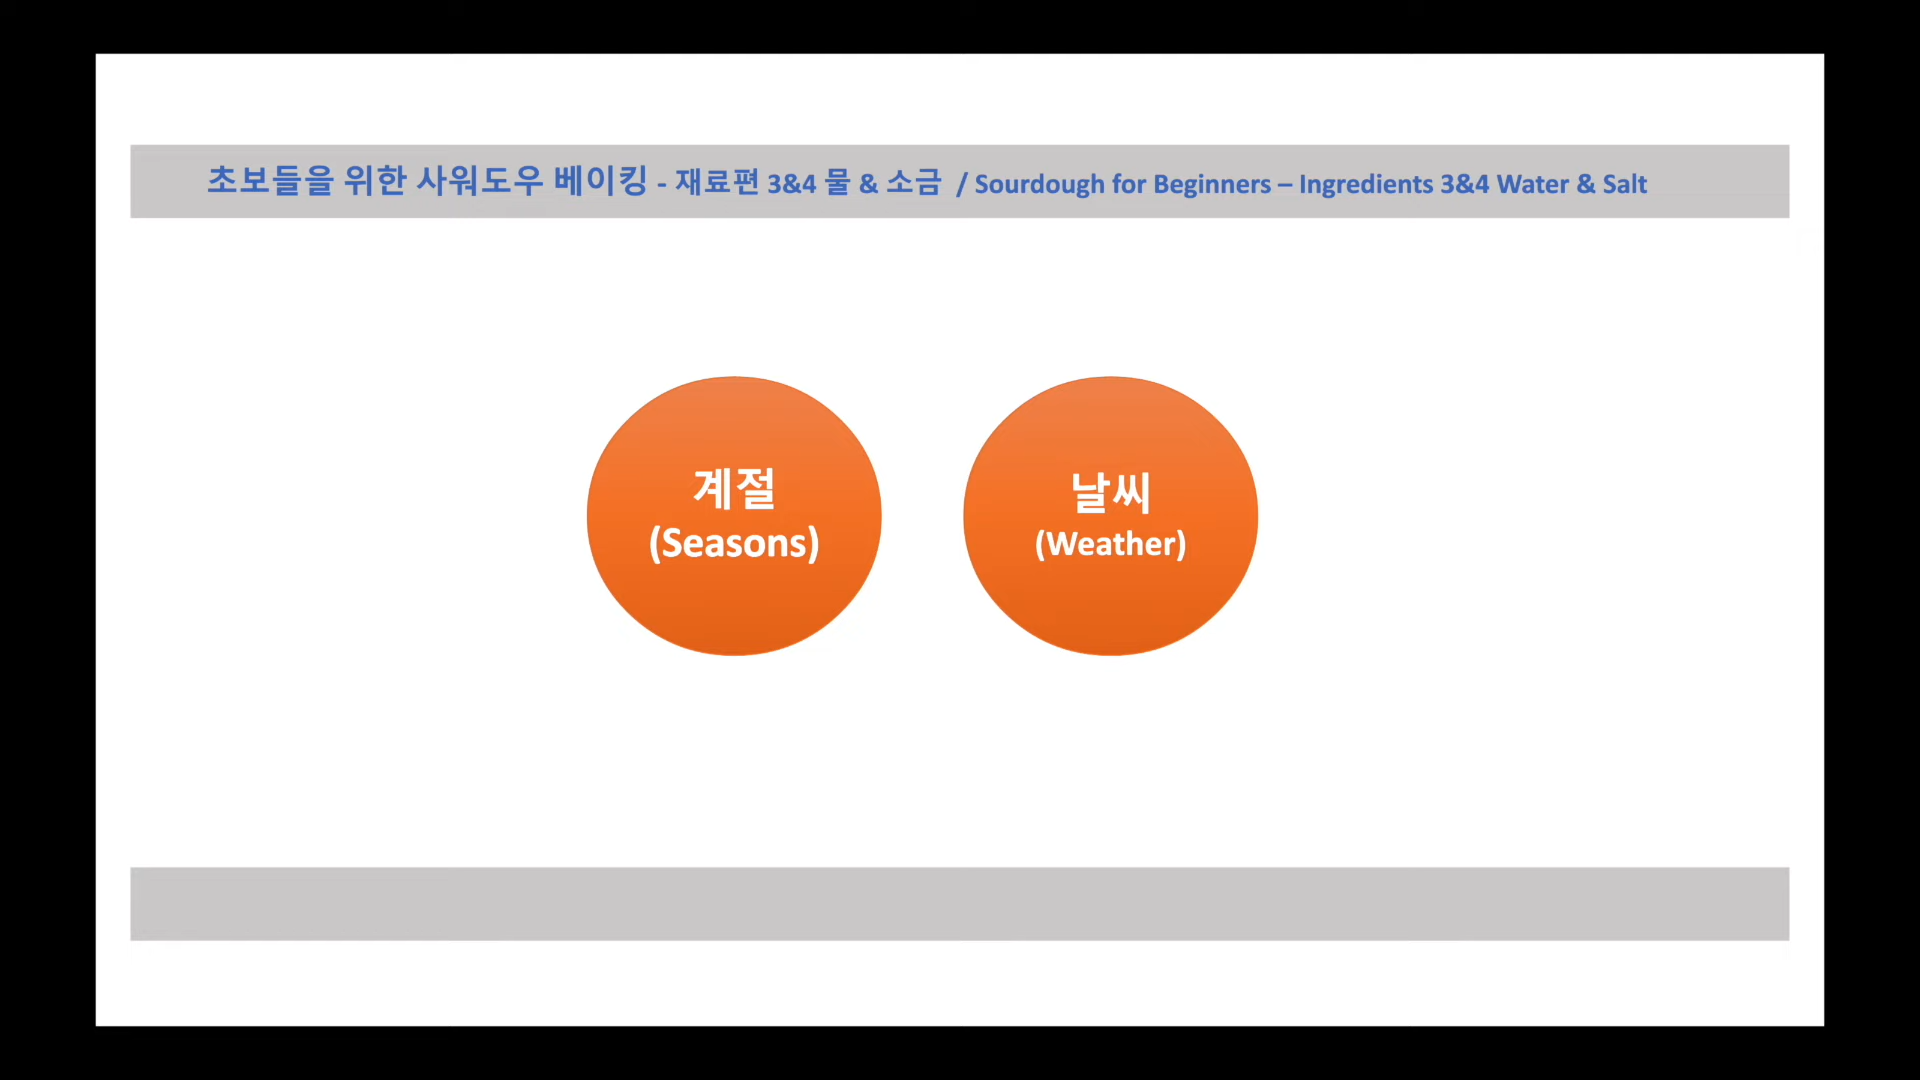 초보들을 위한 사워도우 베이킹 - 재료편 3&4 물 & 소금 / Sourdough for Beginners – Ingredients 3&4 Water & Salt
계절
(Seasons)
날씨
(Weather)